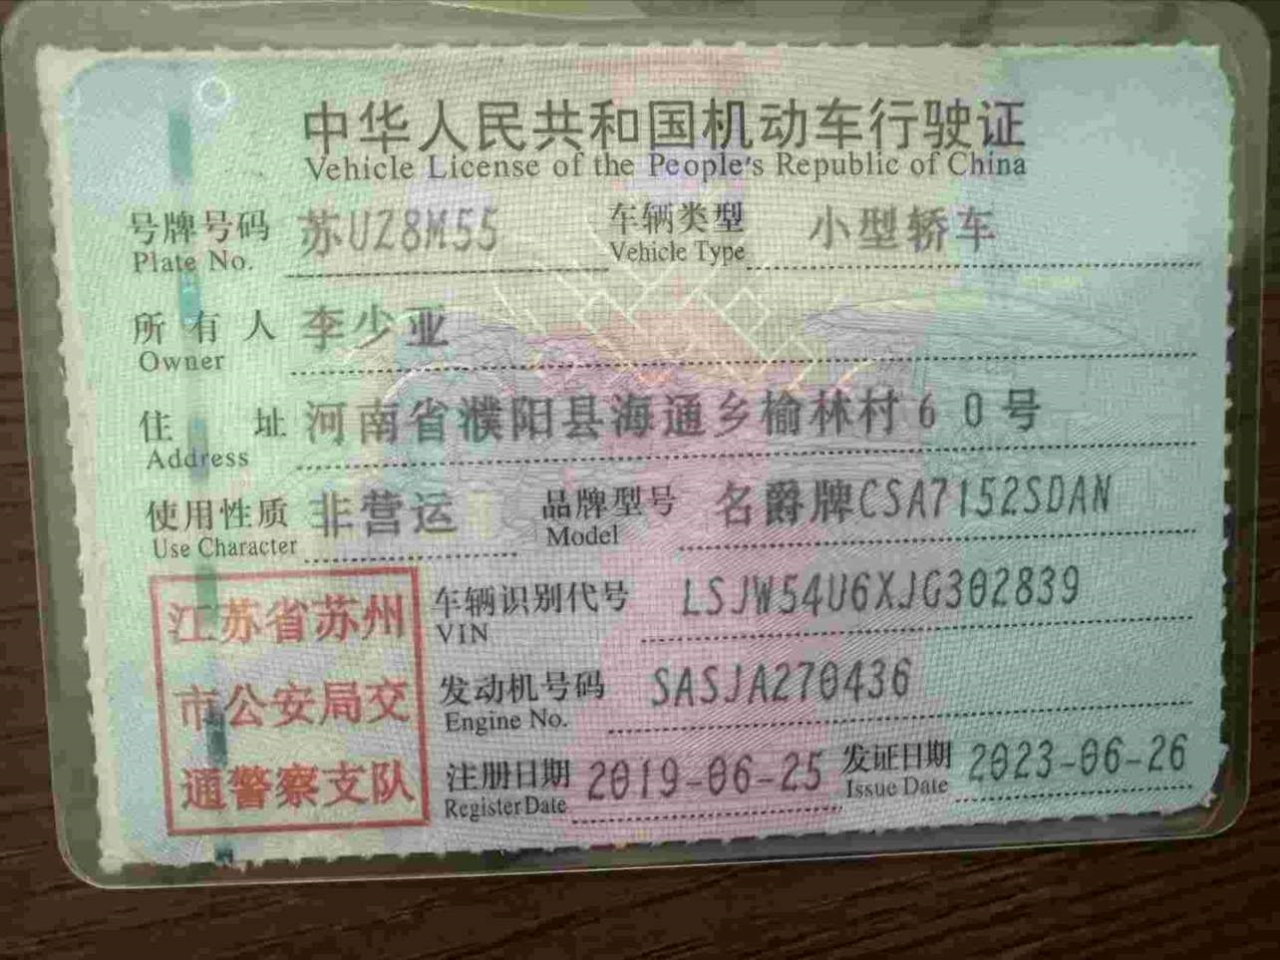 中华人民共和国机动车行驶证
Vehicle License of the People's Republic of China
号牌号码 苏UZ8M55 车辆类型 小型轿车
Plate No. Vehicle Type
所有人 李少业
Owner
住址 河南省濮阳县海通乡榆林村60号
Address
使用性质 非营运 品牌型号 名爵牌CSA7152SDAN
Use Character Model
江苏省苏州
市公安局交
通警察支队
车辆识别代号 LSJW54U6XJG302839
VIN
发动机号码 SASJA270436
Engine No.
注册日期 2019-06-25 发证日期 2023-06-26
Register Date Issue Date